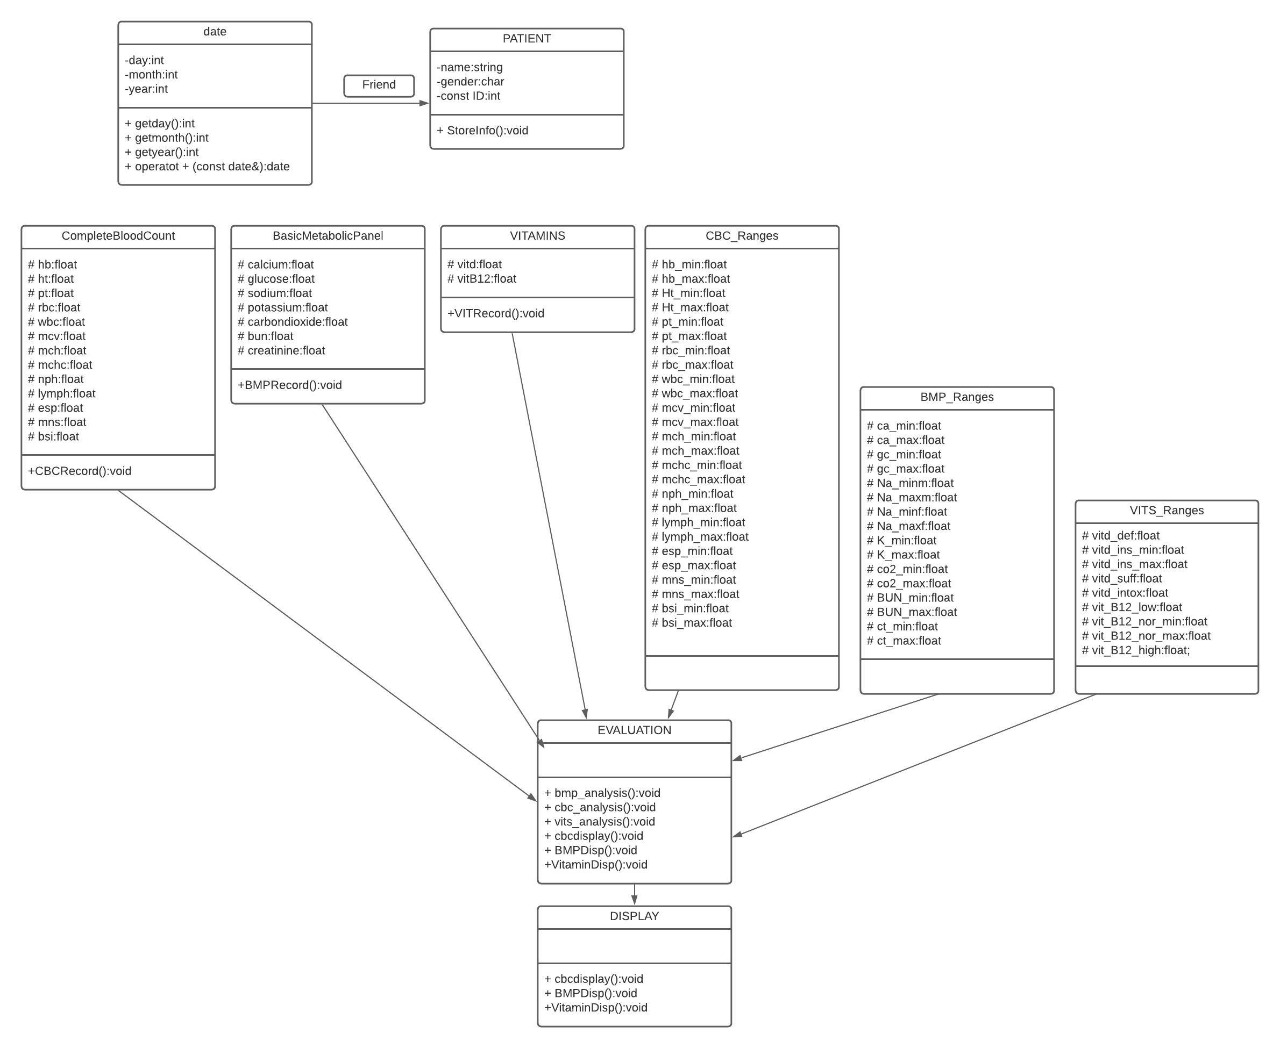 date
-day:int
-month:int
-year:int
+ getday():int
+ getmonth():int
+ getyear():int
+ operatot + (const date&):date
Friend
PATIENT
-name:string
-gender:char
-const ID:int
+ StoreInfo():void
CompleteBloodCount
# hb:float
# ht:float
# pt:float
# rbc:float
# wbc:float
# mcv:float
# mch:float
# mchc:float
# nph:float
# lymph:float
# esp:float
# mns:float
# bsi:float
+CBCRecord():void
BasicMetabolicPanel
# calcium:float
# glucose:float
# sodium:float
# potassium:float
# carbondioxide:float
# bun:float
# creatinine:float
+BMPRecord():void
VITAMINS
# vitd:float
# vitB12:float
+VITRecord():void
CBC_Ranges
# hb_min:float
# hb_max:float
# Ht_min:float
# Ht_max:float
# pt_min:float
# pt_max:float
# rbc_min:float
# rbc_max:float
# wbc_min:float
# wbc_max:float
# mcv_min:float
# mcv_max:float
# mch_min:float
# mch_max:float
# mchc_min:float
# mchc_max:float
# nph_min:float
# nph_max:float
# lymph_min:float
# lymph_max:float
# esp_min:float
# esp_max:float
# mns_min:float
# mns_max:float
# bsi_min:float
# bsi_max:float
BMP_Ranges
# ca_min:float
# ca_max:float
# gc_min:float
# gc_max:float
# Na_minm:float
# Na_maxm:float
# Na_minf:float
# Na_maxf:float
# K_min:float
# K_max:float
# co2_min:float
# co2_max:float
# BUN_min:float
# BUN_max:float
# ct_min:float
# ct_max:float
VITS_Ranges
# vitd_def:float
# vitd_ins_min:float
# vitd_ins_max:float
# vitd_suff:float
# vitd_intox:float
# vit_B12_low:float
# vit_B12_nor_min:float
# vit_B12_nor_max:float
# vit_B12_high:float;
EVALUATION
+ bmp_analysis():void
+ cbc_analysis():void
+ vits_analysis():void
+ cbcdisplay():void
+ BMPDisp():void
+VitaminDisp():void
DISPLAY
+ cbcdisplay():void
+ BMPDisp():void
+VitaminDisp():void